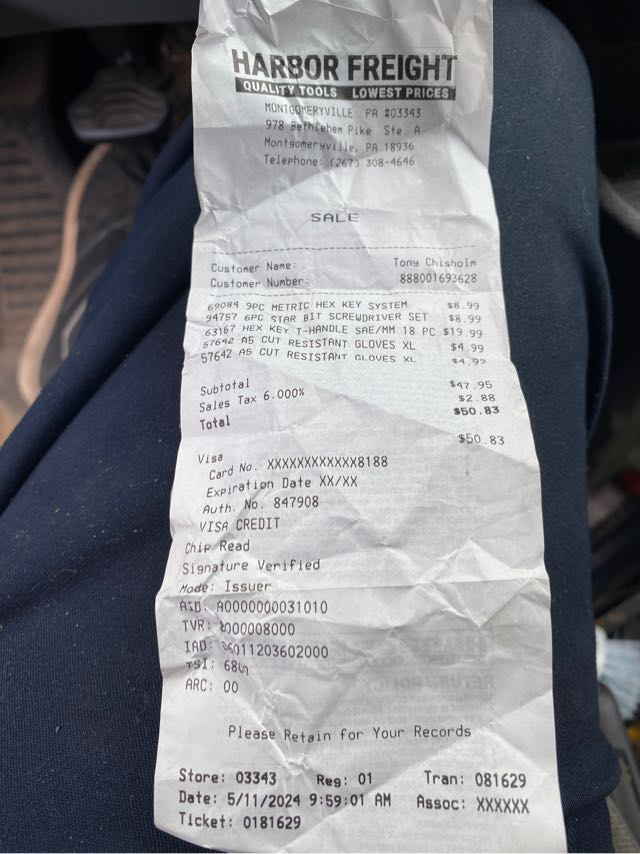 HARBOR FREIGHT
QUALITY TOOLS LOWEST PRICES
MONTGOMERYVILLE PA #03343
978 Bethlehem Pike Ste. A
Montgomeryville, PA 18936
Telephone: (267) 308-4646
SALE
Customer Name: Tony Chisholm
Customer Number: 888001693628
69084 9PC METRIC HEX KEY SYSTEM $8.99
94757 6PC STAR BIT SCREWDRIVER SET $8.99
63167 HEX KEY T-HANDLE SAE/MM 18 PC $19.99
57642 A5 CUT RESISTANT GLOVES XL $4.99
57642 A5 CUT RESISTANT GLOVES XL $4.99
Subtotal $47.95
Sales Tax 6.000% $2.88
Total $50.83
$50.83
Visa
Card No. XXXXXXXXXXXX8188
Expiration Date XX/XX
Auth. No. 847908
VISA CREDIT
Chip Read
Signature Verified
Mode: Issuer
AID: A0000000031010
TVR: 8000008000
IAD:
TSI:
ARC: 00
Please Retain for Your Records
Store: 03343 Reg: 01 Tran: 081629
Date: 5/11/2024 9:59:01 AM Assoc: XXXXXX
Ticket: 0181629